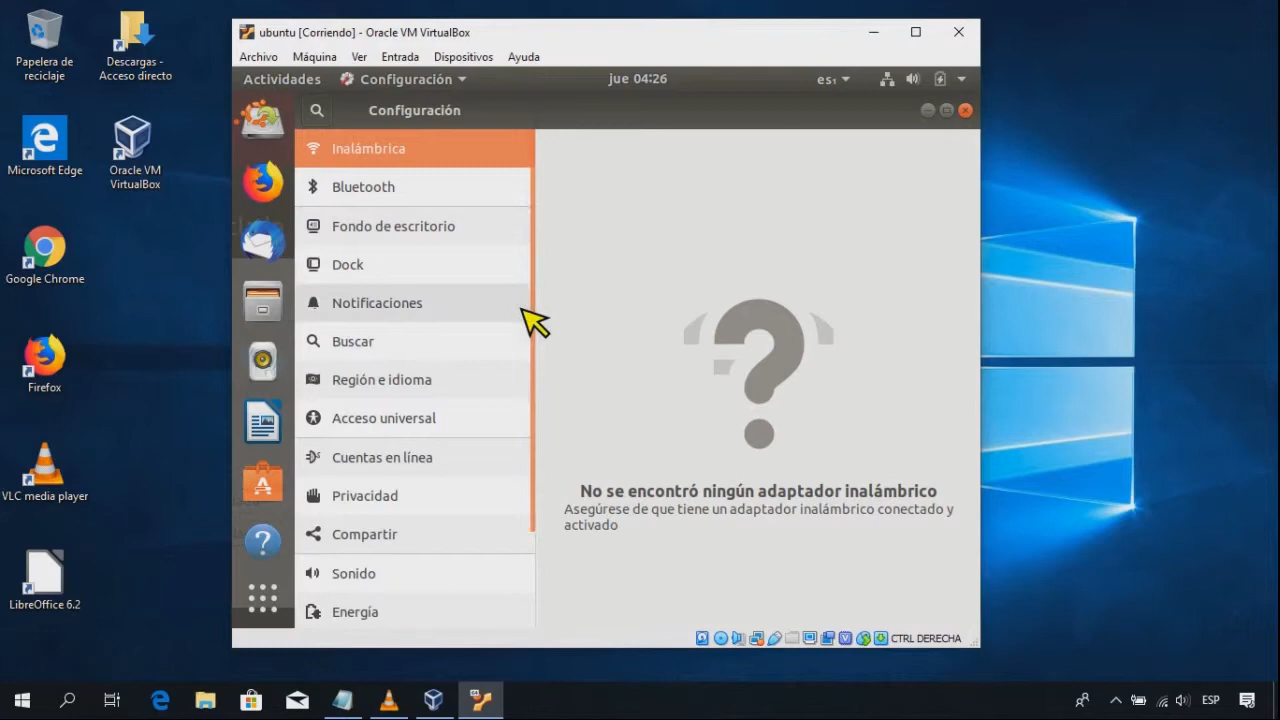 Papelera de
reciclaje
Descargas -
Acceso directo
Microsoft Edge
Oracle VM
VirtualBox
Google Chrome
Firefox
VLC media player
LibreOffice 6.2
ubuntu [Corriendo] - Oracle VM VirtualBox
Archivo Máquina Ver Entrada Dispositivos Ayuda
Actividades Configuración jue 04:26 es1
Configuración
Inalámbrica
Bluetooth
Fondo de escritorio
Dock
Notificaciones
Buscar
Región e idioma
Acceso universal
Cuentas en línea
Privacidad
Compartir
Sonido
Energía
No se encontró ningún adaptador inalámbrico
Asegúrese de que tiene un adaptador inalámbrico conectado y
activado
CTRL DERECHA
ESP